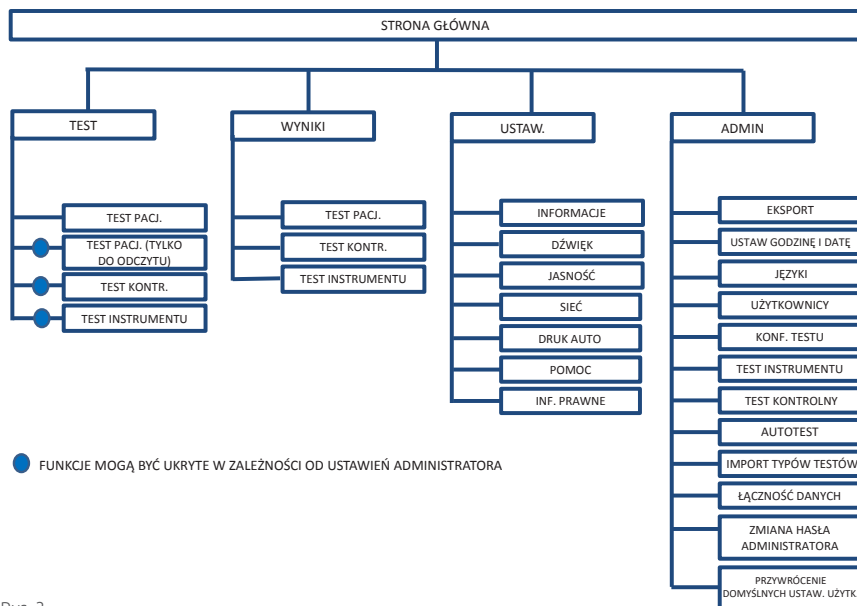 STRONA GŁÓWNA
TEST
WYNIKI
USTAW.
ADMIN
TEST PACJ.
TEST PACJ. (TYLKO
DO ODCZYTU)
TEST KONTR.
TEST INSTRUMENTU
TEST PACJ.
TEST KONTR.
TEST INSTRUMENTU
INFORMACJE
DŹWIĘK
JASNOŚĆ
SIEĆ
DRUK AUTO
POMOC
INF. PRAWNE
EKSPORT
USTAW GODZINĘ I DATĘ
JĘZYKI
UŻYTKOWNICY
KONF. TESTU
TEST INSTRUMENTU
TEST KONTROLNY
AUTOTEST
IMPORT TYPÓW TESTÓW
ŁĄCZNOŚĆ DANYCH
ZMIANA HASŁA
ADMINISTRATORA
PRZYWRÓCENIE
DOMYŚLNYCH USTAW. UŻYTK.
FUNKCJE MOGĄ BYĆ UKRYTE W ZALEŻNOŚCI OD USTAWIEŃ ADMINISTRATORA